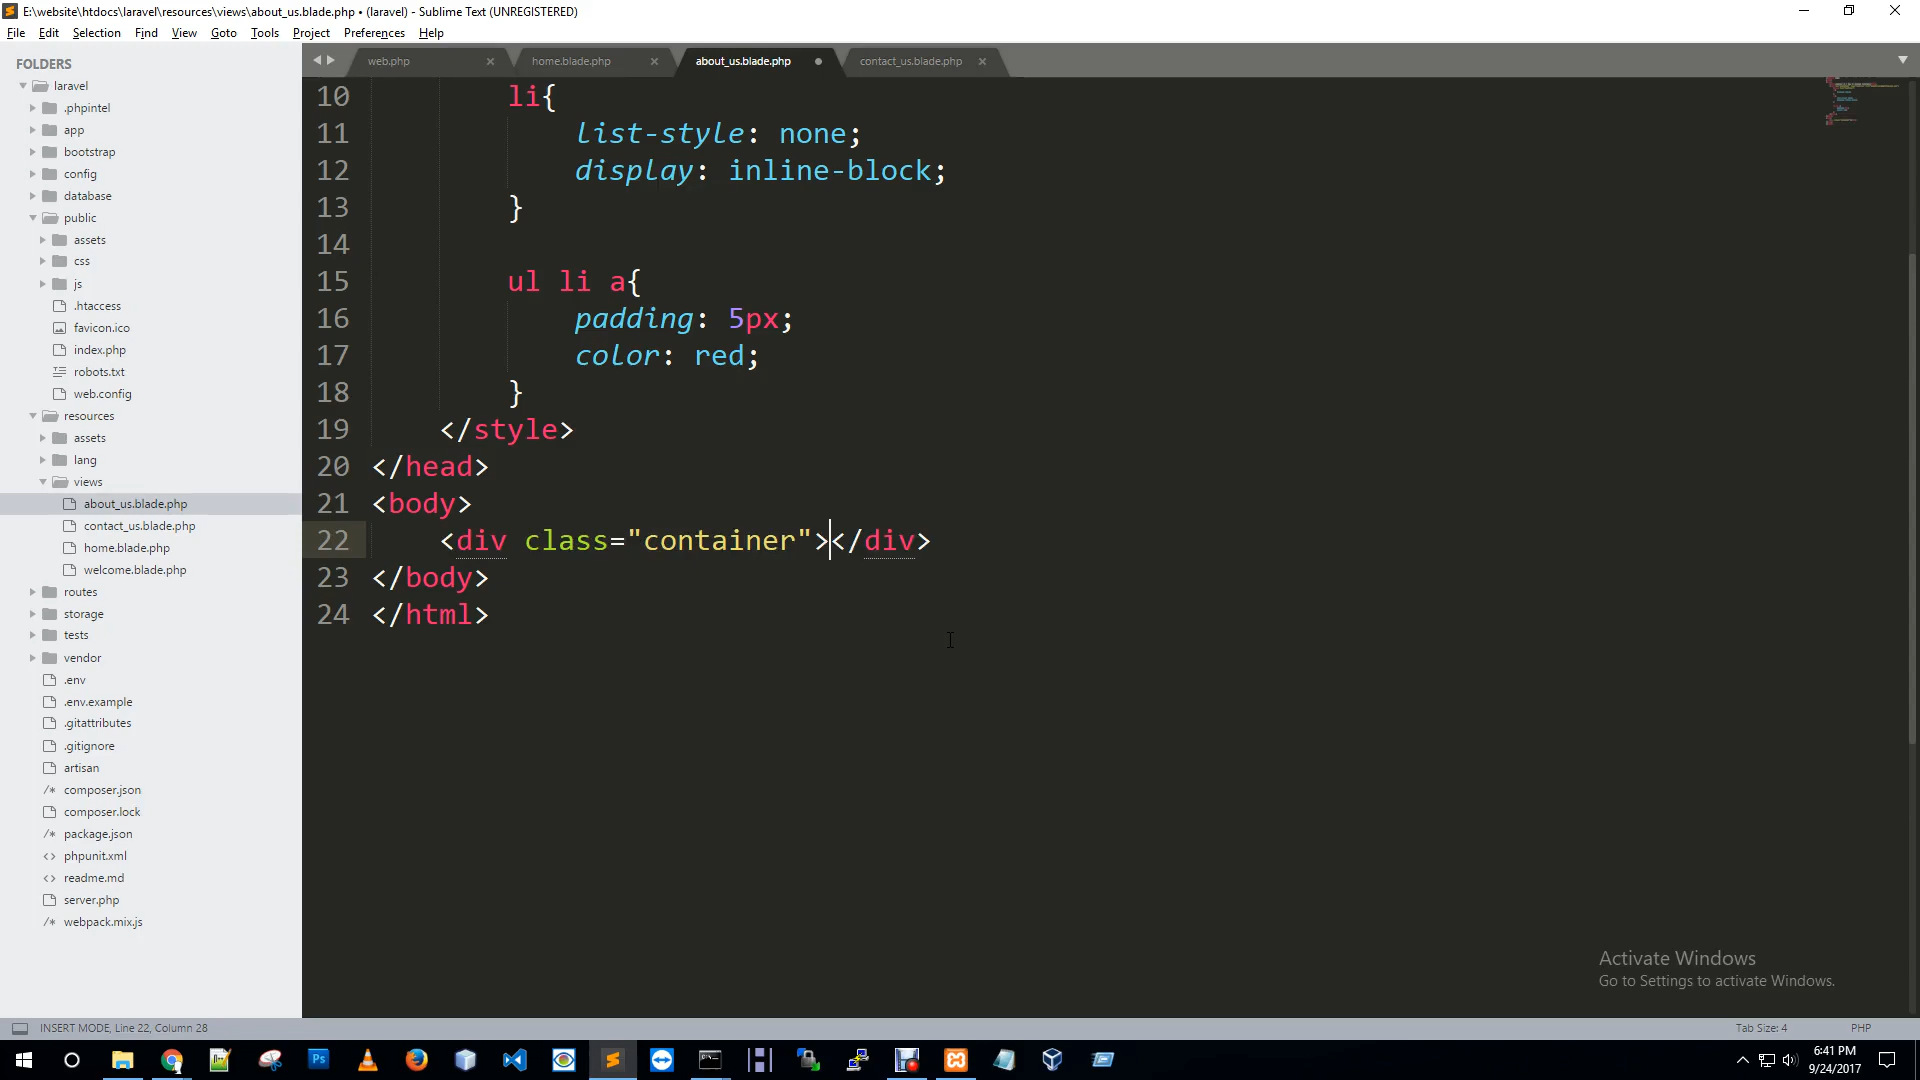 E:\website\htdocs\laravel\resources\views\about_us.blade.php • (laravel) - Sublime Text (UNREGISTERED)
File Edit Selection Find View Goto Tools Project Preferences Help
FOLDERS
laravel
.phpintel
app
bootstrap
config
database
public
assets
css
js
.htaccess
favicon.ico
index.php
robots.txt
web.config
resources
assets
lang
views
about_us.blade.php
contact_us.blade.php
home.blade.php
welcome.blade.php
routes
storage
tests
vendor
.env
.env.example
.gitattributes
.gitignore
artisan
composer.json
composer.lock
package.json
phpunit.xml
readme.md
server.php
webpack.mix.js
web.php home.blade.php about_us.blade.php contact_us.blade.php
10 li{
11 list-style: none;
12 display: inline-block;
13 }
14
15 ul li a{
16 padding: 5px;
17 color: red;
18 }
19 </style>
20 </head>
21 <body>
22 <div class="container"></div>
23 </body>
24 </html>
Activate Windows
Go to Settings to activate Windows.
INSERT MODE, Line 22, Column 28 Tab Size: 4 PHP
Ps
6:41 PM
9/24/2017